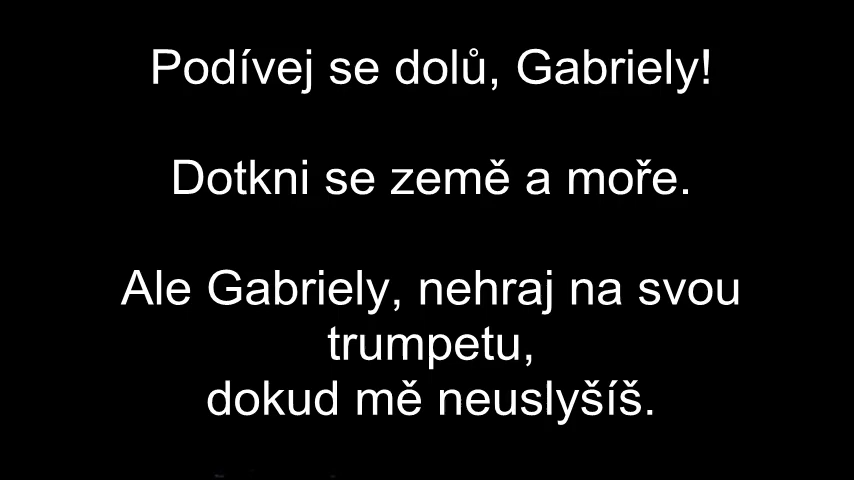 Podívej se dolů, Gabriely!
Dotkni se země a moře.
Ale Gabriely, nehraj na svou
trumpetu,
dokud mě neuslyšíš.